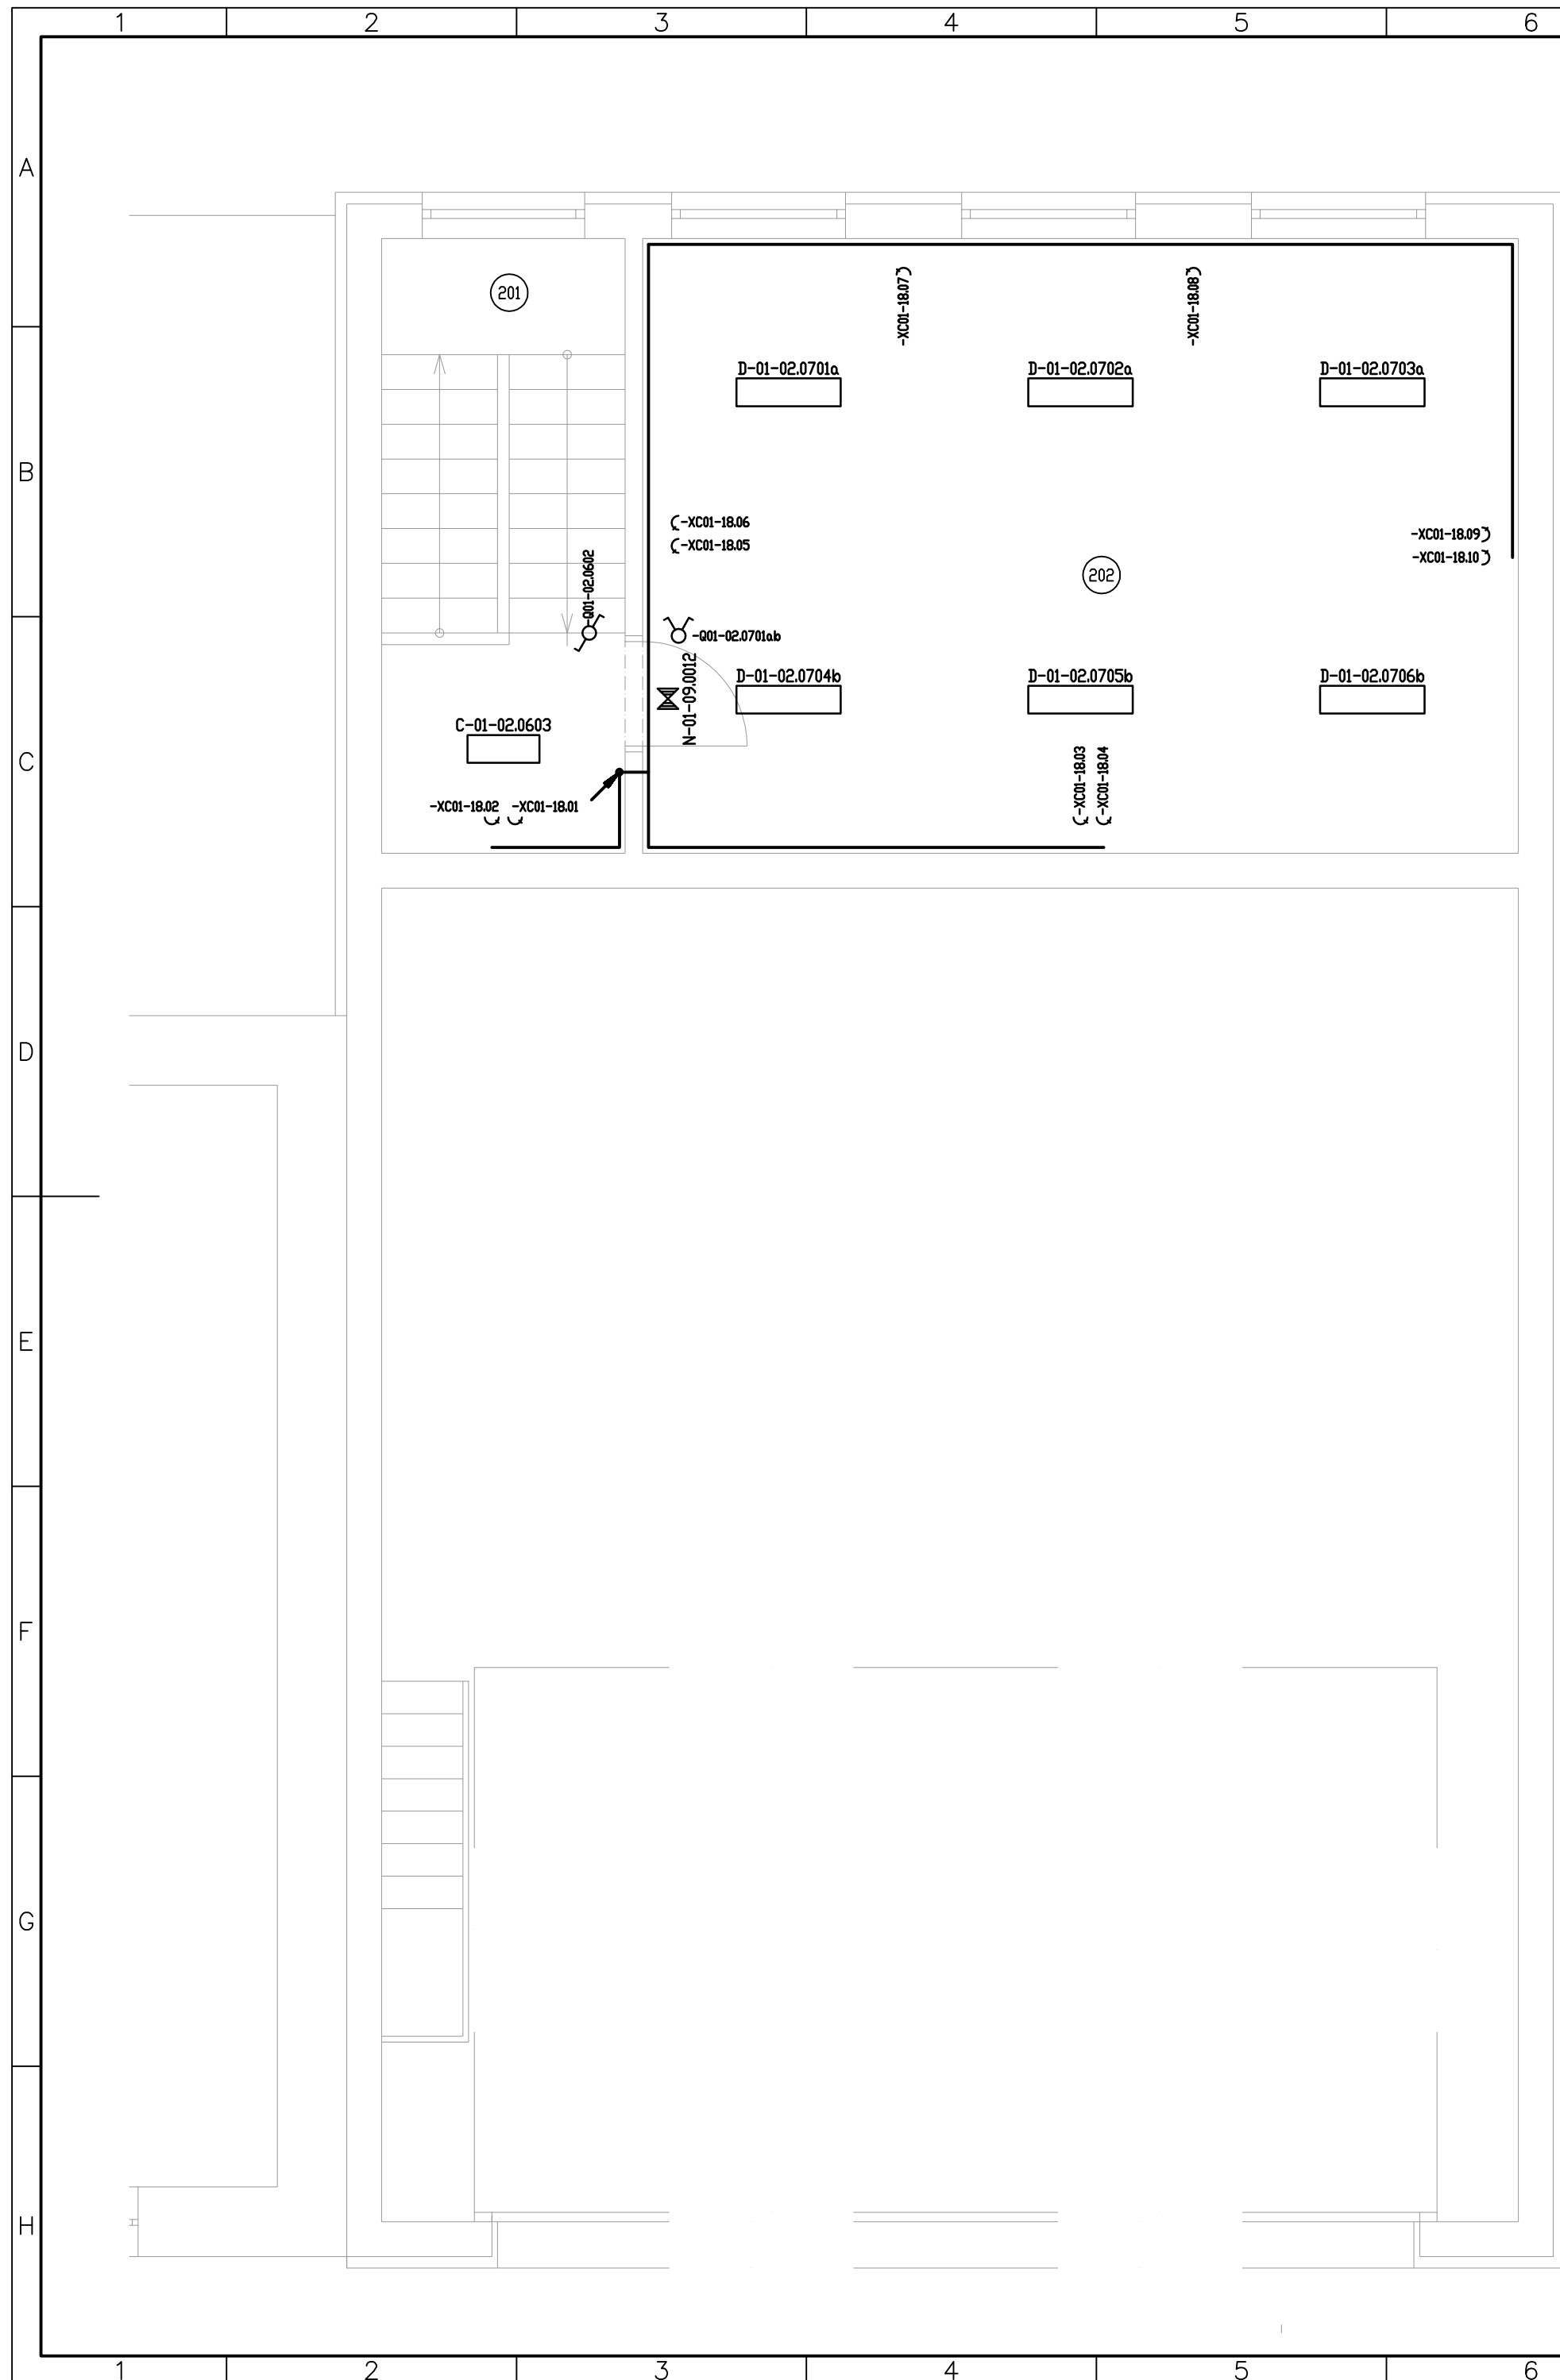 1 2 3 4 5 6
A
201
-XC01-18.07
-XC01-18.08
D-01-02.0701a D-01-02.0702a D-01-02.0703a
B
-XC01-18.06
-XC01-18.05
-XC01-18.09
-XC01-18.10
202
-Q01-02.0602
-Q01-02.0701ab
N-01-09.0012
D-01-02.0704b D-01-02.0705b D-01-02.0706b
C-01-02.0603
C
-XC01-18.03
-XC01-18.04
-XC01-18.02 -XC01-18.01
D
E
F
G
H
1 2 3 4 5 6